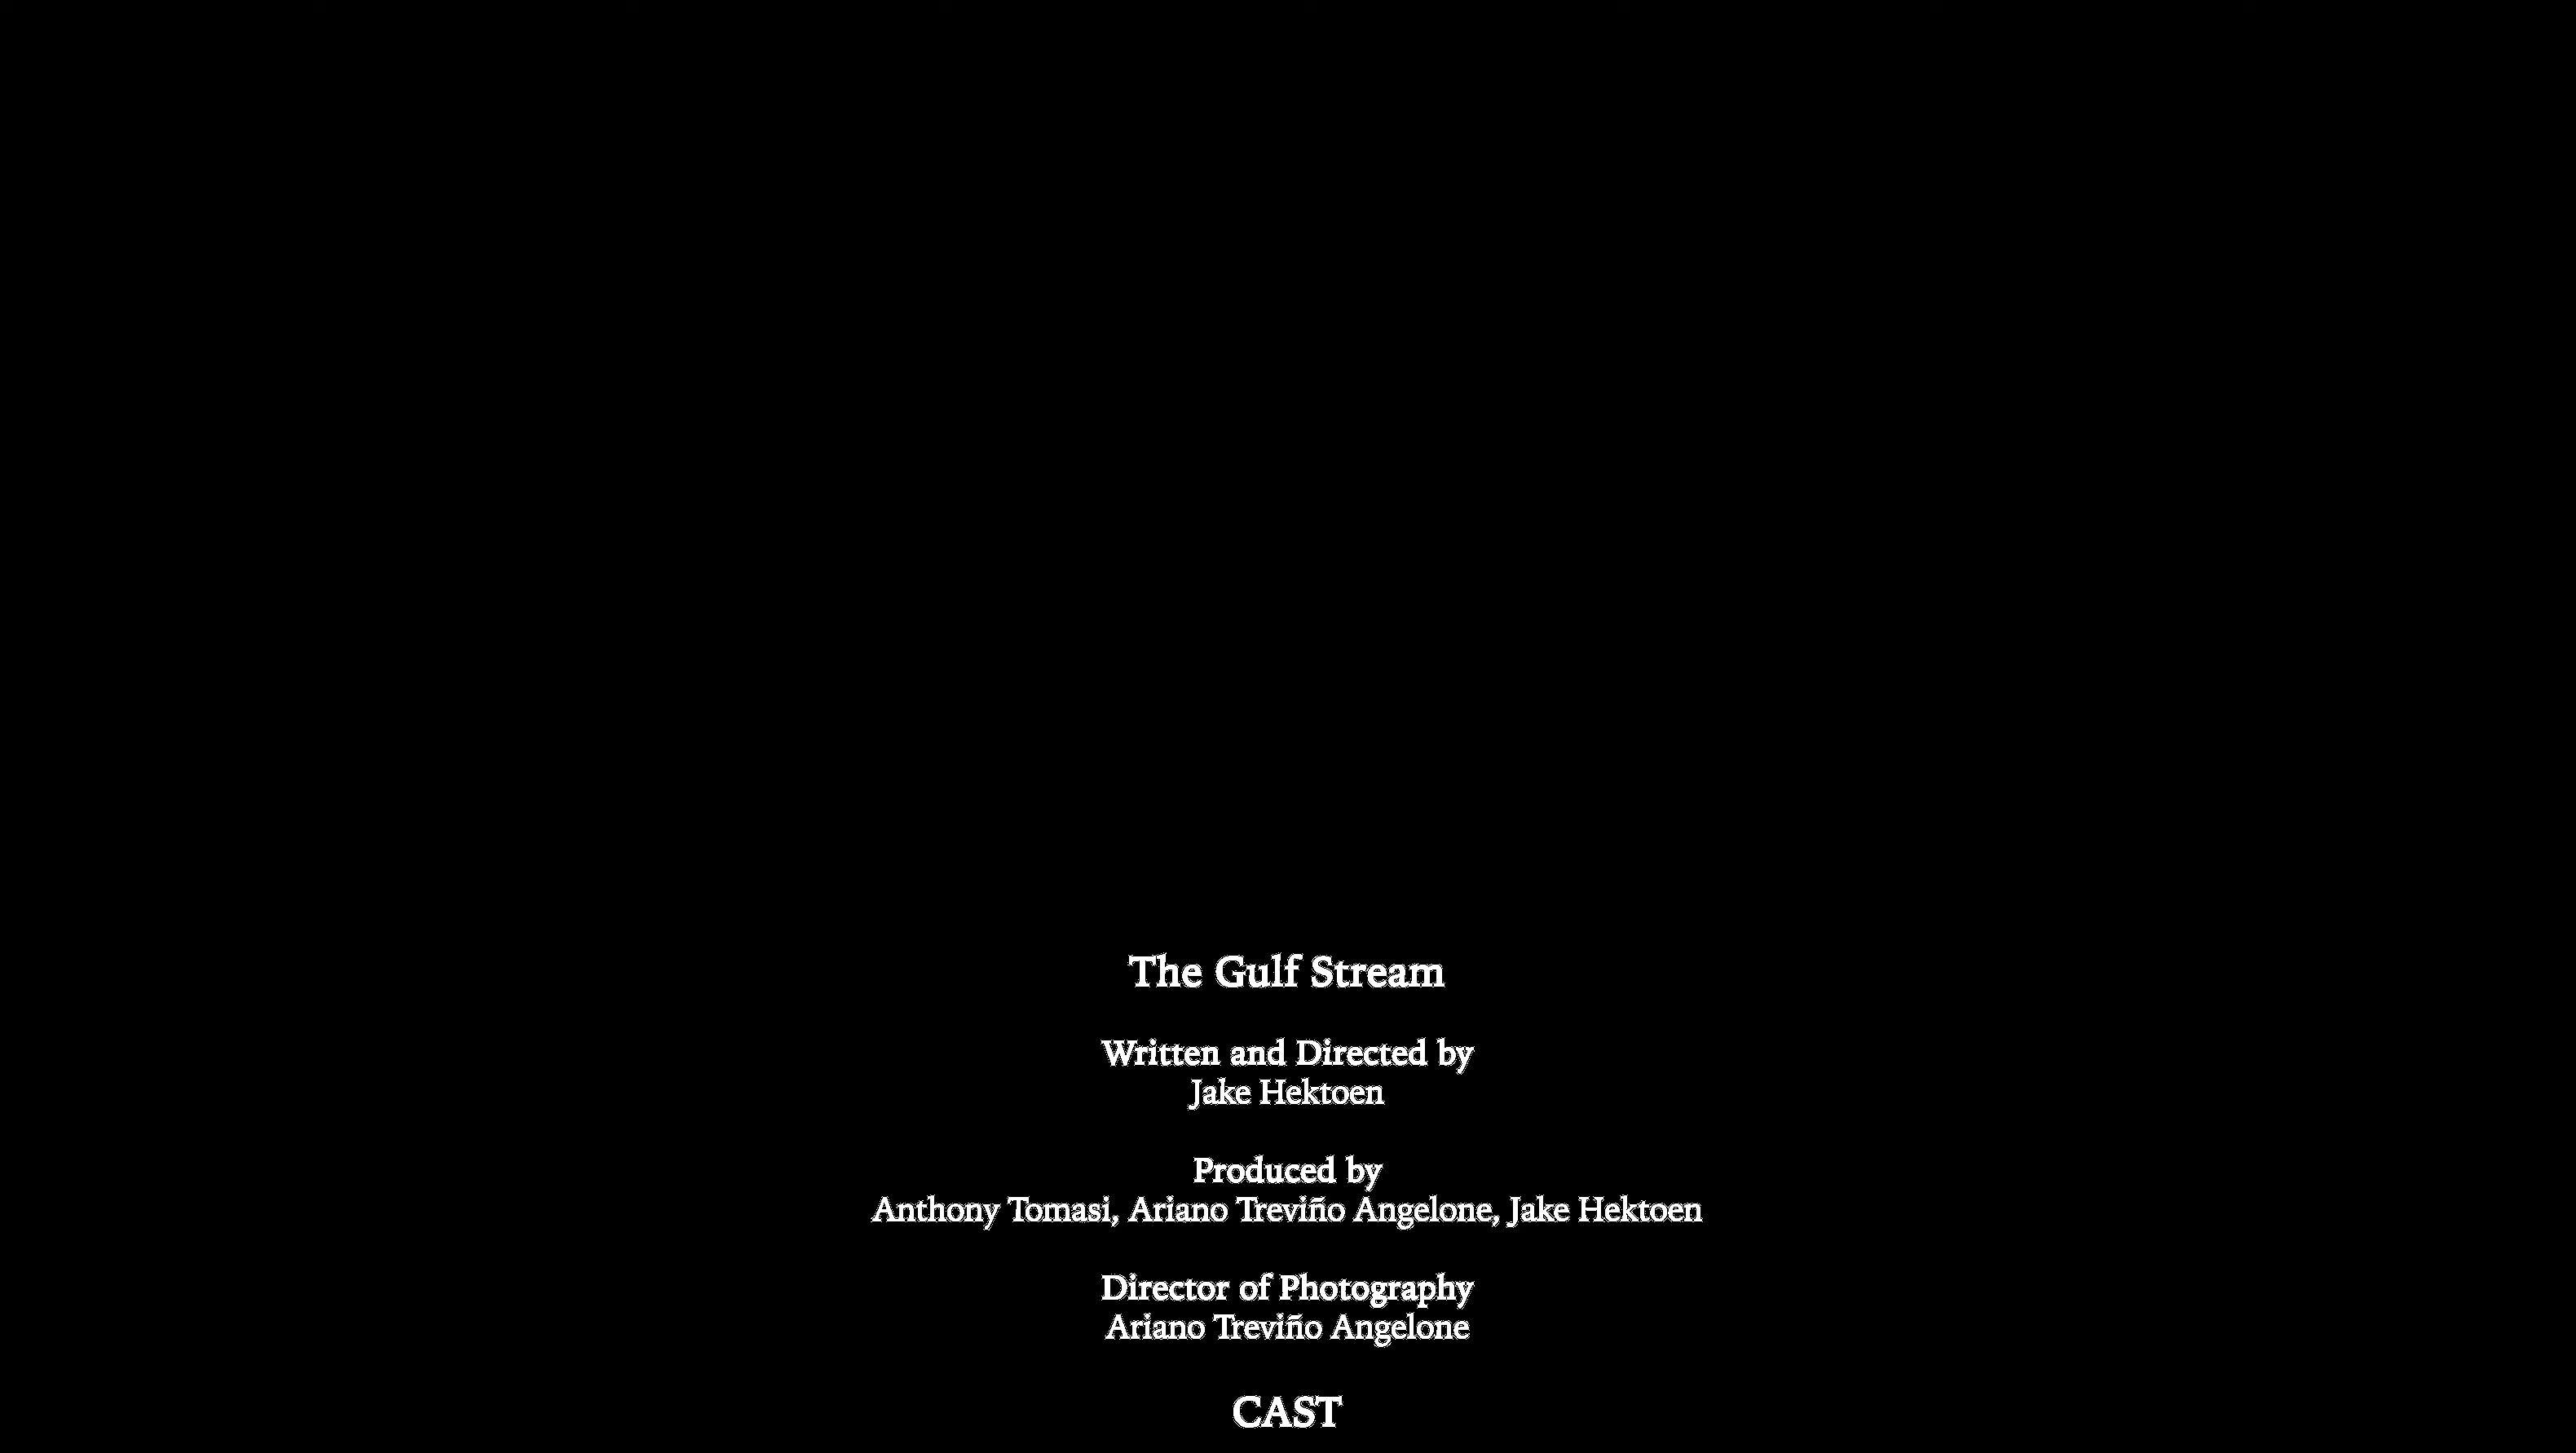 The Gulf Stream
Written and Directed by
Jake Hektoen
Produced by
Anthony Tomasi, Ariano Treviño Angelone, Jake Hektoen
Director of Photography
Ariano Treviño Angelone
CAST